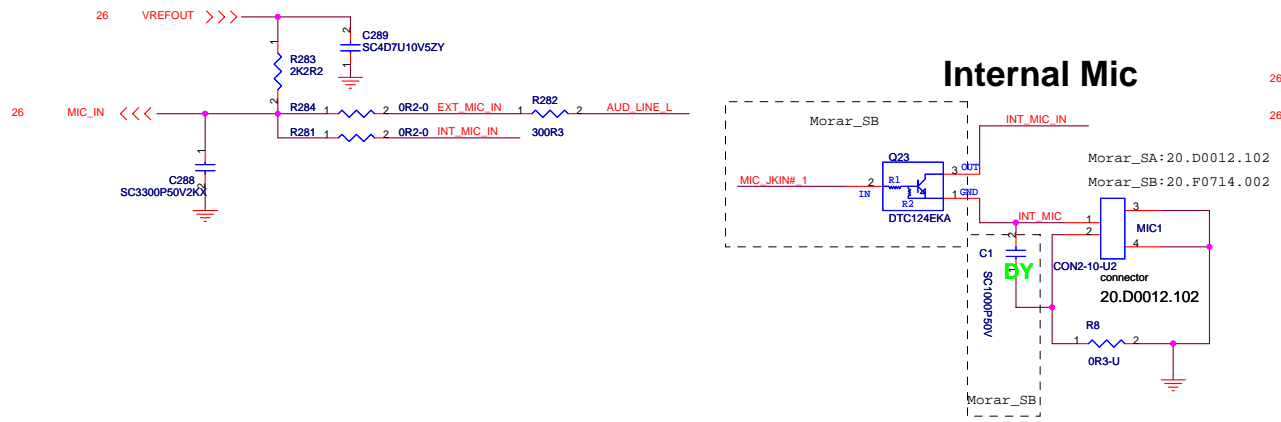 26 VREFOUT
2
C289
SC4D7U10V5ZY
1
1
R283
2K2R2
2
26 MIC_IN
R284 1 2 0R2-0 EXT_MIC_IN
R282
1 2 AUD_LINE_L
300R3
R281 1 2 0R2-0 INT_MIC_IN
1
C288
2
SC3300P50V2KX
Internal Mic
26
26
Morar_SB
INT_MIC_IN
Q23
3 OUT
MIC_JKIN#_1
2
IN
R1
R2
1 GND
DTC124EKA
Morar_SA:20.D0012.102
Morar_SB:20.F0714.002
INT_MIC
1
2
3
4
MIC1
2
C1
DY
1
SC1000P50V
CON2-10-U2
connector
20.D0012.102
R8
1 2
0R3-U
Morar_SB